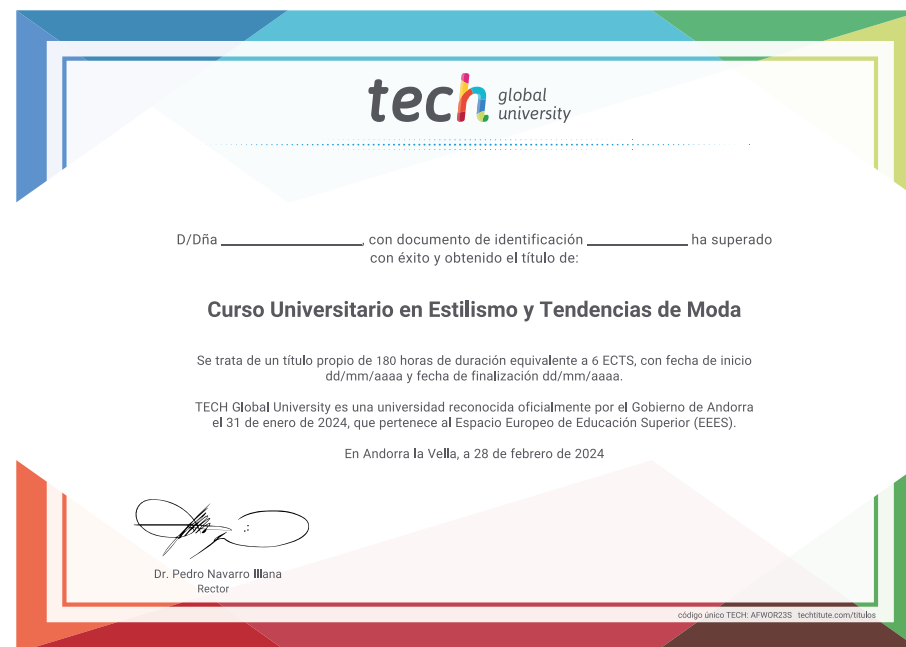 tech global university
D/Dña ____________________, con documento de identificación ______________ ha superado
con éxito y obtenido el título de:
Curso Universitario en Estilismo y Tendencias de Moda
Se trata de un título propio de 180 horas de duración equivalente a 6 ECTS, con fecha de inicio
dd/mm/aaaa y fecha de finalización dd/mm/aaaa.
TECH Global University es una universidad reconocida oficialmente por el Gobierno de Andorra
el 31 de enero de 2024, que pertenece al Espacio Europeo de Educación Superior (EEES).
En Andorra la Vella, a 28 de febrero de 2024
Dr. Pedro Navarro Illana
Rector
código único TECH: AFWOR23S techtitute.com/titulos